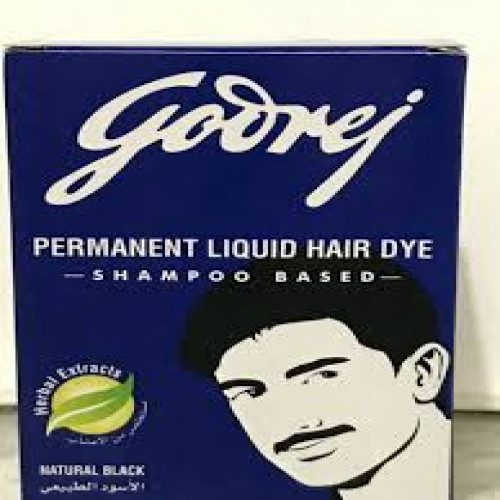 Godrej
PERMANENT LIQUID HAIR DYE
SHAMPOO BASED
Herbal Extracts
NATURAL BLACK
الأسود الطبيعي